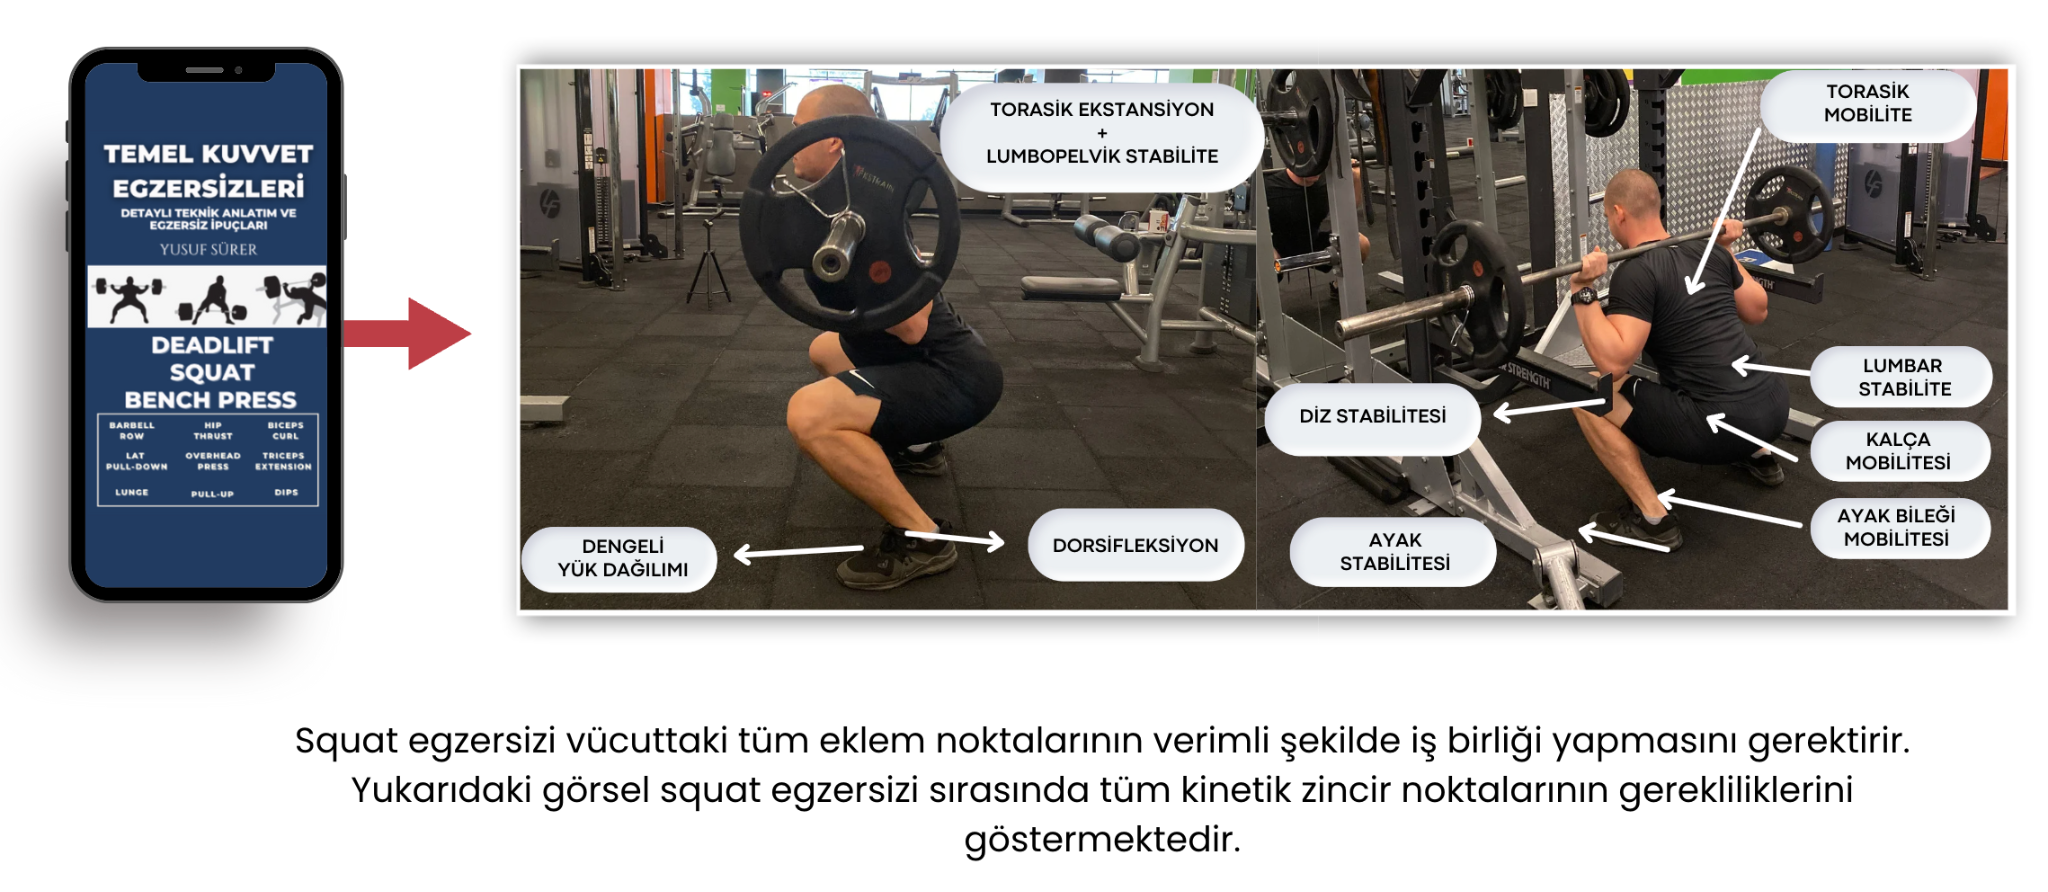 TEMEL KUVVET
EGZERSİZLERİ
DETAYLI TEKNİK ANLATIM VE
EGZERSİZ İPUÇLARI
YUSUF SÜRER
DEADLIFT
SQUAT
BENCH PRESS
BARBELL
ROW
HIP
THRUST
BICEPS
CURL
LAT
PULL-DOWN
OVERHEAD
PRESS
TRICEPS
EXTENSION
LUNGE
PULL-UP
DIPS
TORASİK EKSTANSİYON
+
LUMBOPELVİK STABİLİTE
DENGELİ
YÜK DAĞILIMI
DORSİFLEKSİYON
TORASİK
MOBİLİTE
LUMBAR
STABİLİTE
DİZ STABİLİTESİ
KALÇA
MOBİLİTESİ
AYAK BİLEĞİ
MOBİLİTESİ
AYAK
STABİLİTESİ
STRENGTH
Squat egzersizi vücuttaki tüm eklem noktalarının verimli şekilde iş birliği yapmasını gerektirir.
Yukarıdaki görsel squat egzersizi sırasında tüm kinetik zincir noktalarının gerekliliklerini
göstermektedir.